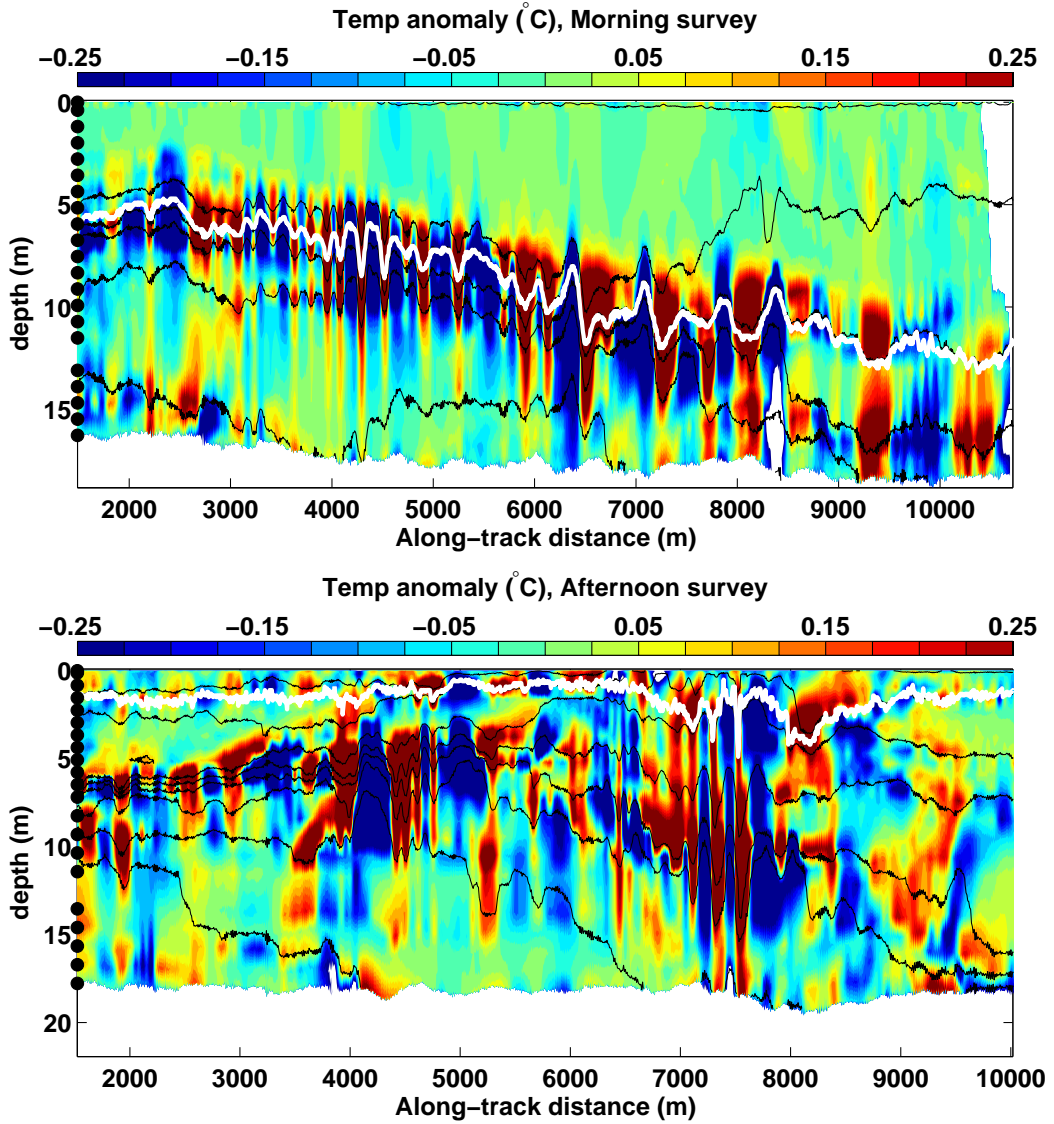 Temp anomaly (°C), Morning survey
−0.25 −0.15 −0.05 0.05 0.15 0.25
0
5
10
15
depth (m)
2000 3000 4000 5000 6000 7000 8000 9000 10000
Along−track distance (m)
Temp anomaly (°C), Afternoon survey
−0.25 −0.15 −0.05 0.05 0.15 0.25
0
5
10
15
20
depth (m)
2000 3000 4000 5000 6000 7000 8000 9000 10000
Along−track distance (m)